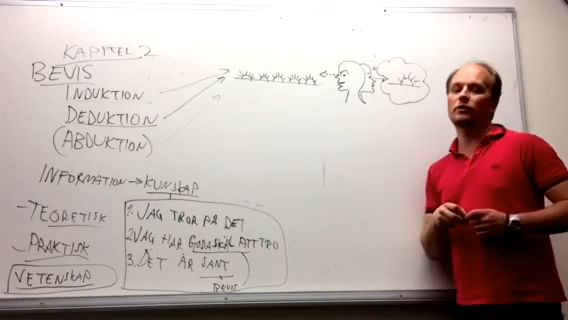 KAPITEL 2
BEVIS
INDUKTION
DEDUKTION
(ABDUKTION)
INFORMATION → KUNSKAP
- TEORETISK
- PRAKTISK
VETENSKAP
1. JAG TROR PÅ DET
2. JAG HAR GODA SKÄL ATT TRO
3. DET ÄR SANT